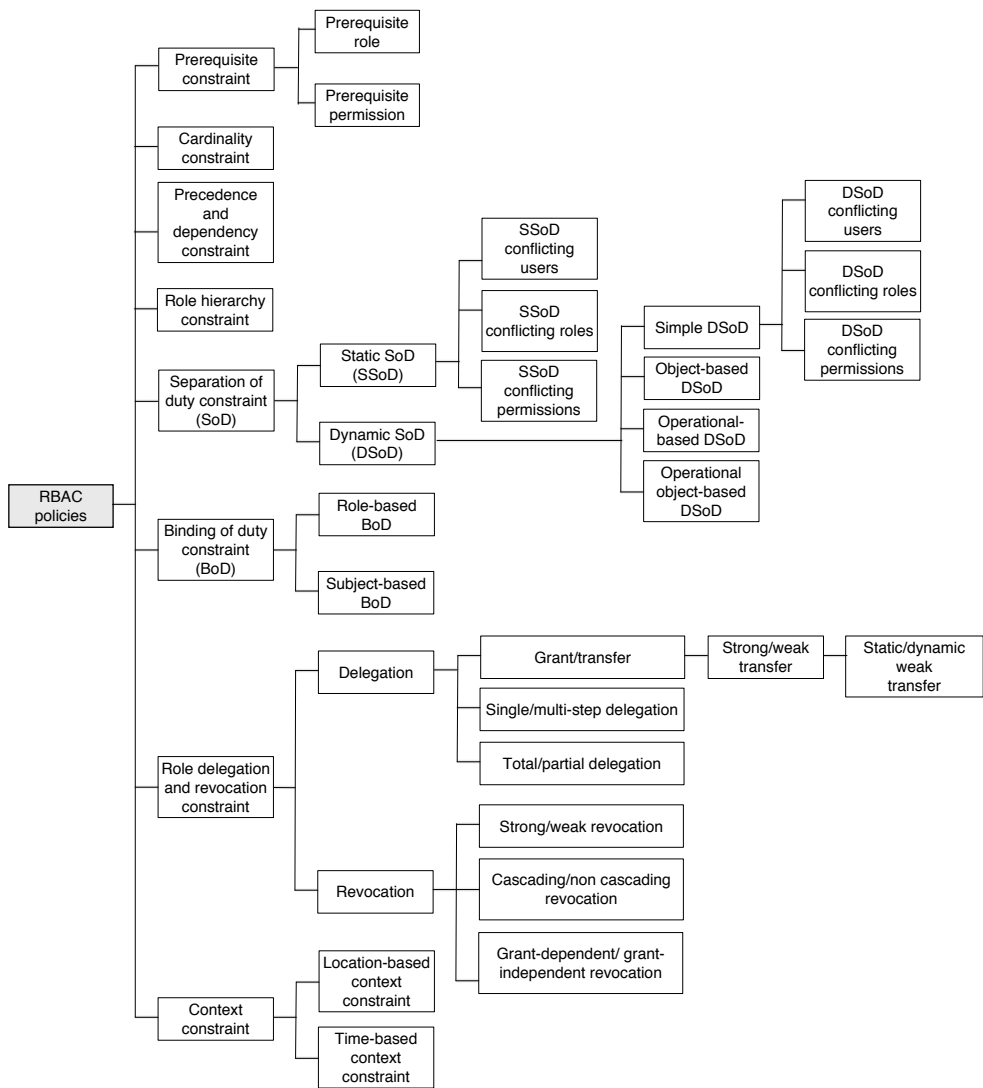 RBAC
policies
Prerequisite
constraint
Prerequisite
role
Prerequisite
permission
Cardinality
constraint
Precedence
and
dependency
constraint
Role hierarchy
constraint
Separation of
duty constraint
(SoD)
Static SoD
(SSoD)
SSoD
conflicting
users
SSoD
conflicting roles
SSoD
conflicting
permissions
Dynamic SoD
(DSoD)
Simple DSoD
DSoD
conflicting
users
DSoD
conflicting roles
DSoD
conflicting
permissions
Object-based
DSoD
Operational-
based DSoD
Operational
object-based
DSoD
Binding of duty
constraint
(BoD)
Role-based
BoD
Subject-based
BoD
Role delegation
and revocation
constraint
Delegation
Grant/transfer
Strong/weak
transfer
Static/dynamic
weak
transfer
Single/multi-step delegation
Total/partial delegation
Revocation
Strong/weak revocation
Cascading/non cascading
revocation
Grant-dependent/ grant-
independent revocation
Context
constraint
Location-based
context
constraint
Time-based
context
constraint